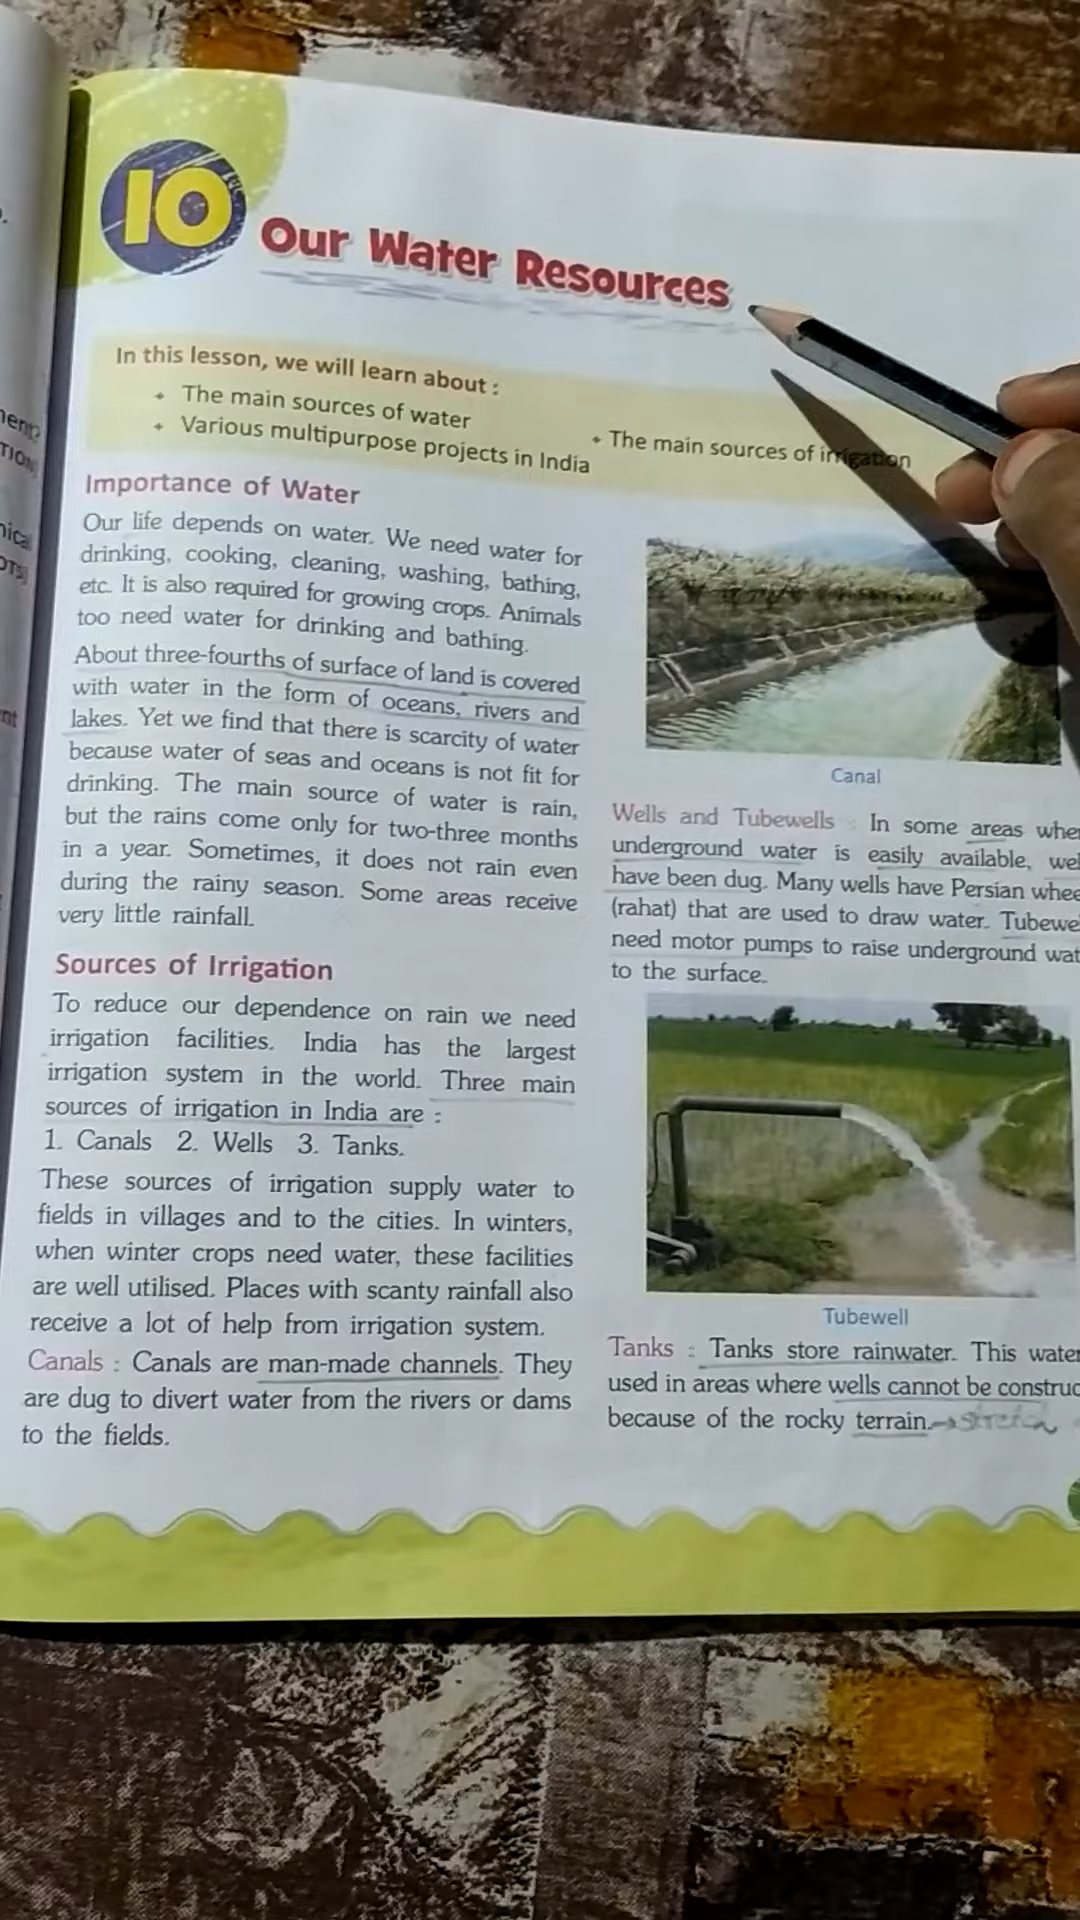 10
Our Water Resources
In this lesson, we will learn about :
The main sources of water
Various multipurpose projects in India
The main sources of irrigation
Importance of Water
Our life depends on water. We need water for
drinking, cooking, cleaning, washing, bathing,
etc. It is also required for growing crops. Animals
too need water for drinking and bathing.
About three-fourths of surface of land is covered
with water in the form of oceans, rivers and
lakes. Yet we find that there is scarcity of water
because water of seas and oceans is not fit for
drinking. The main source of water is rain,
but the rains come only for two-three months
in a year. Sometimes, it does not rain even
during the rainy season. Some areas receive
very little rainfall.
Sources of Irrigation
To reduce our dependence on rain we need
irrigation facilities. India has the largest
irrigation system in the world. Three main
sources of irrigation in India are :
1. Canals 2. Wells 3. Tanks.
These sources of irrigation supply water to
fields in villages and to the cities. In winters,
when winter crops need water, these facilities
are well utilised. Places with scanty rainfall also
receive a lot of help from irrigation system.
Canals : Canals are man-made channels. They
are dug to divert water from the rivers or dams
to the fields.
Canal
Wells and Tubewells : In some areas wher
underground water is easily available, wel
have been dug. Many wells have Persian whee
(rahat) that are used to draw water. Tubewe
need motor pumps to raise underground wat
to the surface.
Tubewell
Tanks : Tanks store rainwater. This water
used in areas where wells cannot be construc
because of the rocky terrain. → stretch